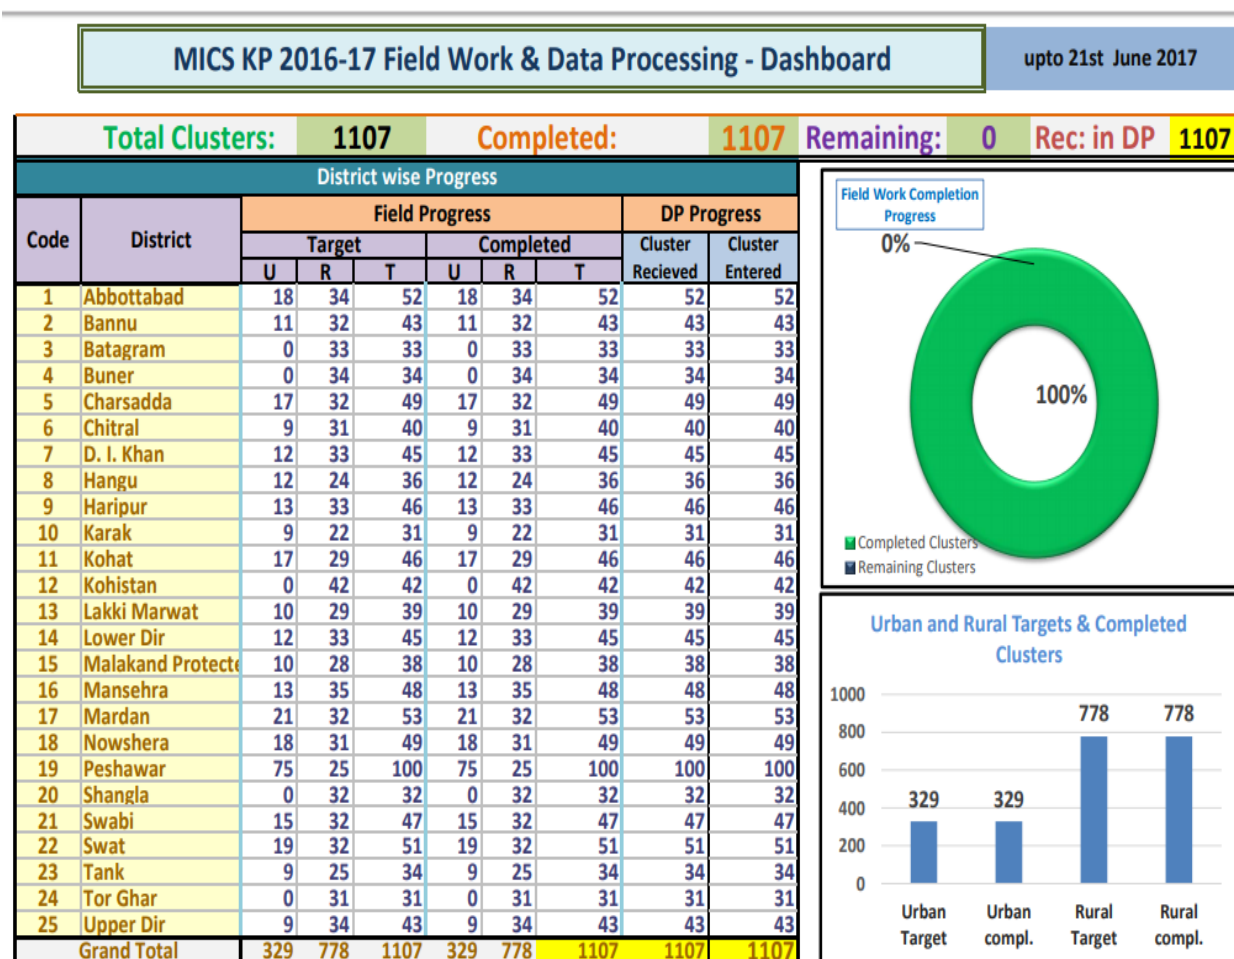 MICS KP 2016-17 Field Work & Data Processing - Dashboard
upto 21st June 2017
Total Clusters: 1107 Completed: 1107 Remaining: 0 Rec: in DP 1107
District wise Progress
Code District Field Progress DP Progress
Target Completed Cluster Recieved Cluster Entered
U R T U R T
1 Abbottabad 18 34 52 18 34 52 52 52
2 Bannu 11 32 43 11 32 43 43 43
3 Batagram 0 33 33 0 33 33 33 33
4 Buner 0 34 34 0 34 34 34 34
5 Charsadda 17 32 49 17 32 49 49 49
6 Chitral 9 31 40 9 31 40 40 40
7 D. I. Khan 12 33 45 12 33 45 45 45
8 Hangu 12 24 36 12 24 36 36 36
9 Haripur 13 33 46 13 33 46 46 46
10 Karak 9 22 31 9 22 31 31 31
11 Kohat 17 29 46 17 29 46 46 46
12 Kohistan 0 42 42 0 42 42 42 42
13 Lakki Marwat 10 29 39 10 29 39 39 39
14 Lower Dir 12 33 45 12 33 45 45 45
15 Malakand Protecte 10 28 38 10 28 38 38 38
16 Mansehra 13 35 48 13 35 48 48 48
17 Mardan 21 32 53 21 32 53 53 53
18 Nowshera 18 31 49 18 31 49 49 49
19 Peshawar 75 25 100 75 25 100 100 100
20 Shangla 0 32 32 0 32 32 32 32
21 Swabi 15 32 47 15 32 47 47 47
22 Swat 19 32 51 19 32 51 51 51
23 Tank 9 25 34 9 25 34 34 34
24 Tor Ghar 0 31 31 0 31 31 31 31
25 Upper Dir 9 34 43 9 34 43 43 43
Grand Total 329 778 1107 329 778 1107 1107 1107
Field Work Completion
Progress
0%
100%
Completed Clusters
Remaining Clusters
Urban and Rural Targets & Completed
Clusters
1000
800
600
400
200
0
329 329 778 778
Urban Target
Urban compl.
Rural Target
Rural compl.